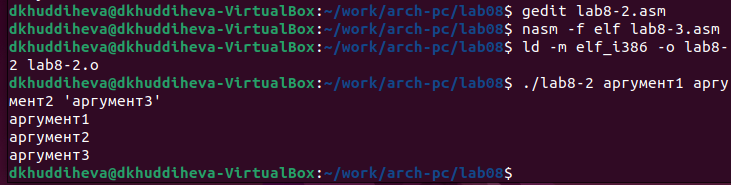 dkhuddiheva@dkhuddiheva-VirtualBox:~/work/arch-pc/lab08$ gedit lab8-2.asm
dkhuddiheva@dkhuddiheva-VirtualBox:~/work/arch-pc/lab08$ nasm -f elf lab8-3.asm
dkhuddiheva@dkhuddiheva-VirtualBox:~/work/arch-pc/lab08$ ld -m elf_i386 -o lab8-
2 lab8-2.o
dkhuddiheva@dkhuddiheva-VirtualBox:~/work/arch-pc/lab08$ ./lab8-2 аргумент1 аргу
мент2 'аргумент3'
аргумент1
аргумент2
аргумент3
dkhuddiheva@dkhuddiheva-VirtualBox:~/work/arch-pc/lab08$